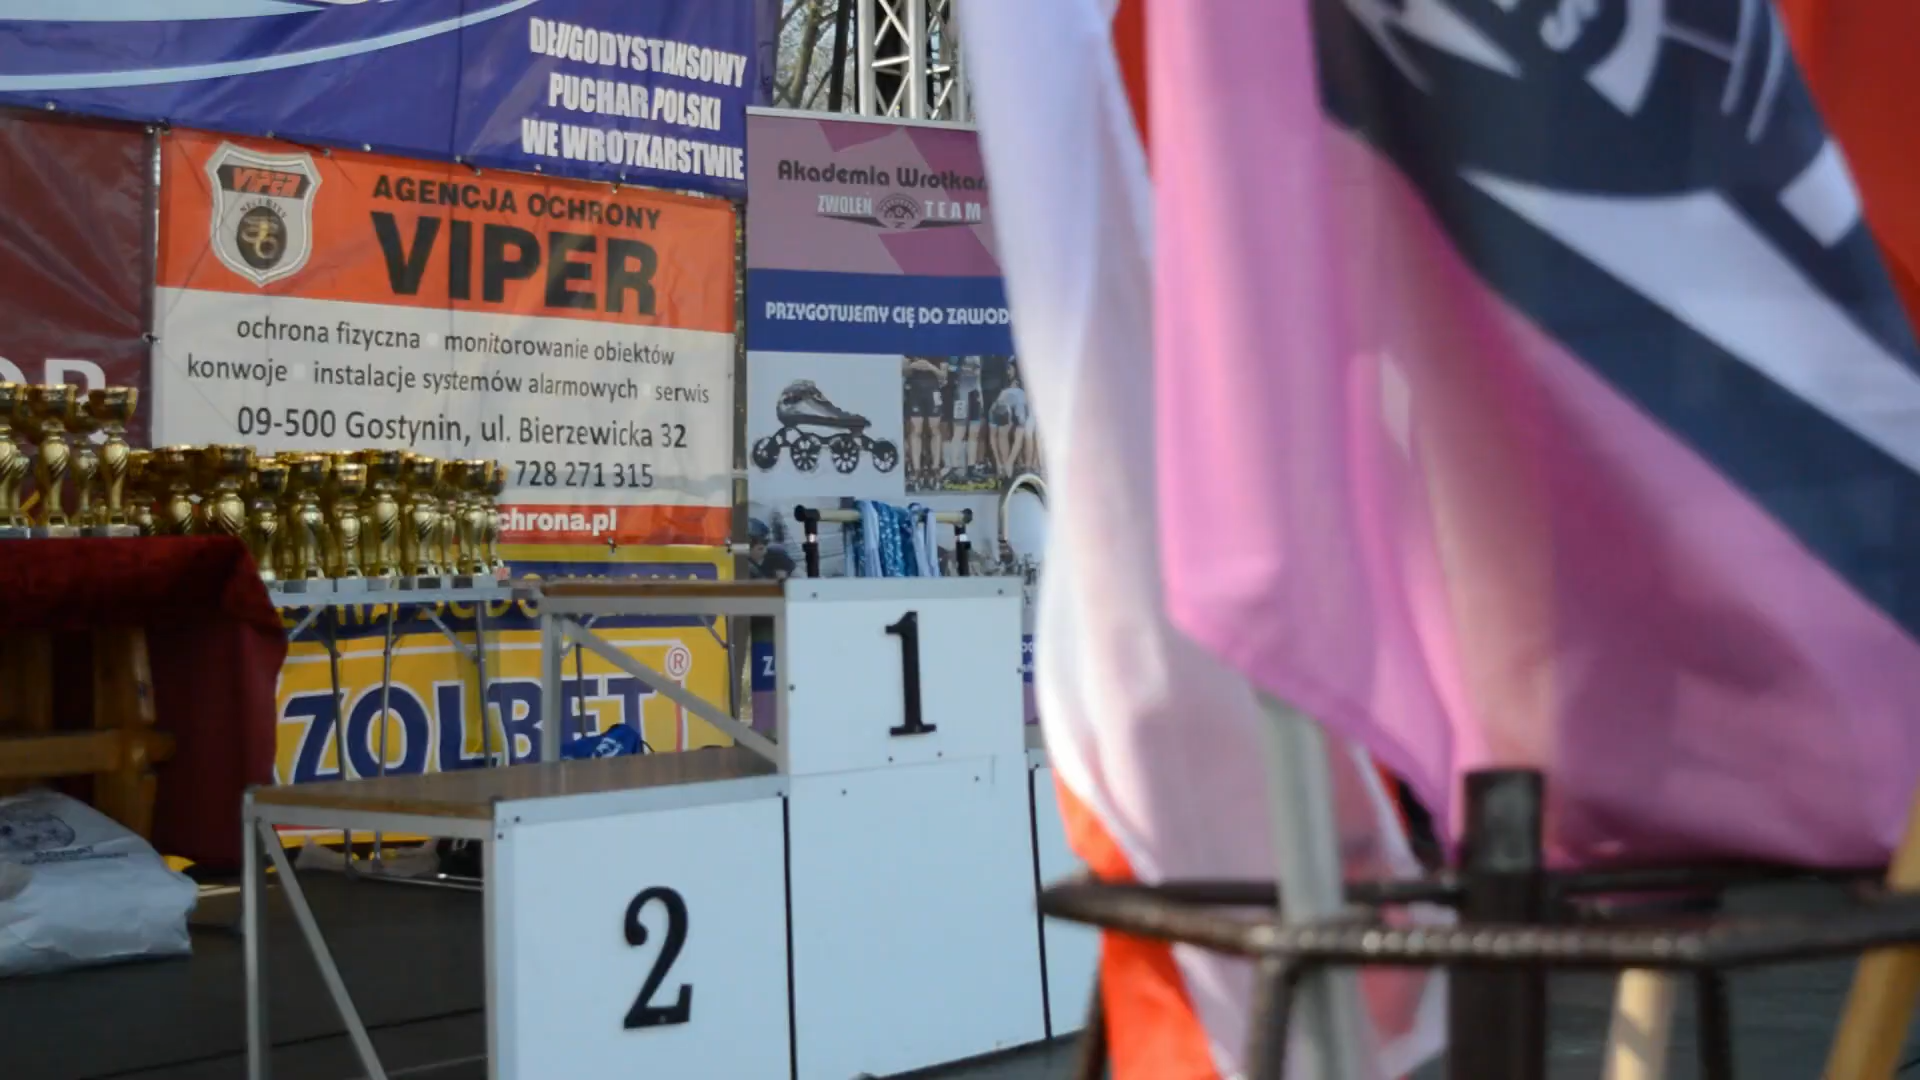 DŁUGODYSTANSOWY
PUCHAR POLSKI
WE WROTKARSTWIE
VIPER
AGENCJA OCHRONY
VIPER
ochrona fizyczna monitorowanie obiektów
konwoje instalacje systemów alarmowych serwis
09-500 Gostynin, ul. Bierzewicka 32
728 271 315
chrona.pl
Akademia Wrotkar
ZWOLEŃ TEAM
PRZYGOTUJEMY CIĘ DO ZAWOD
ZOLBET®
1
2